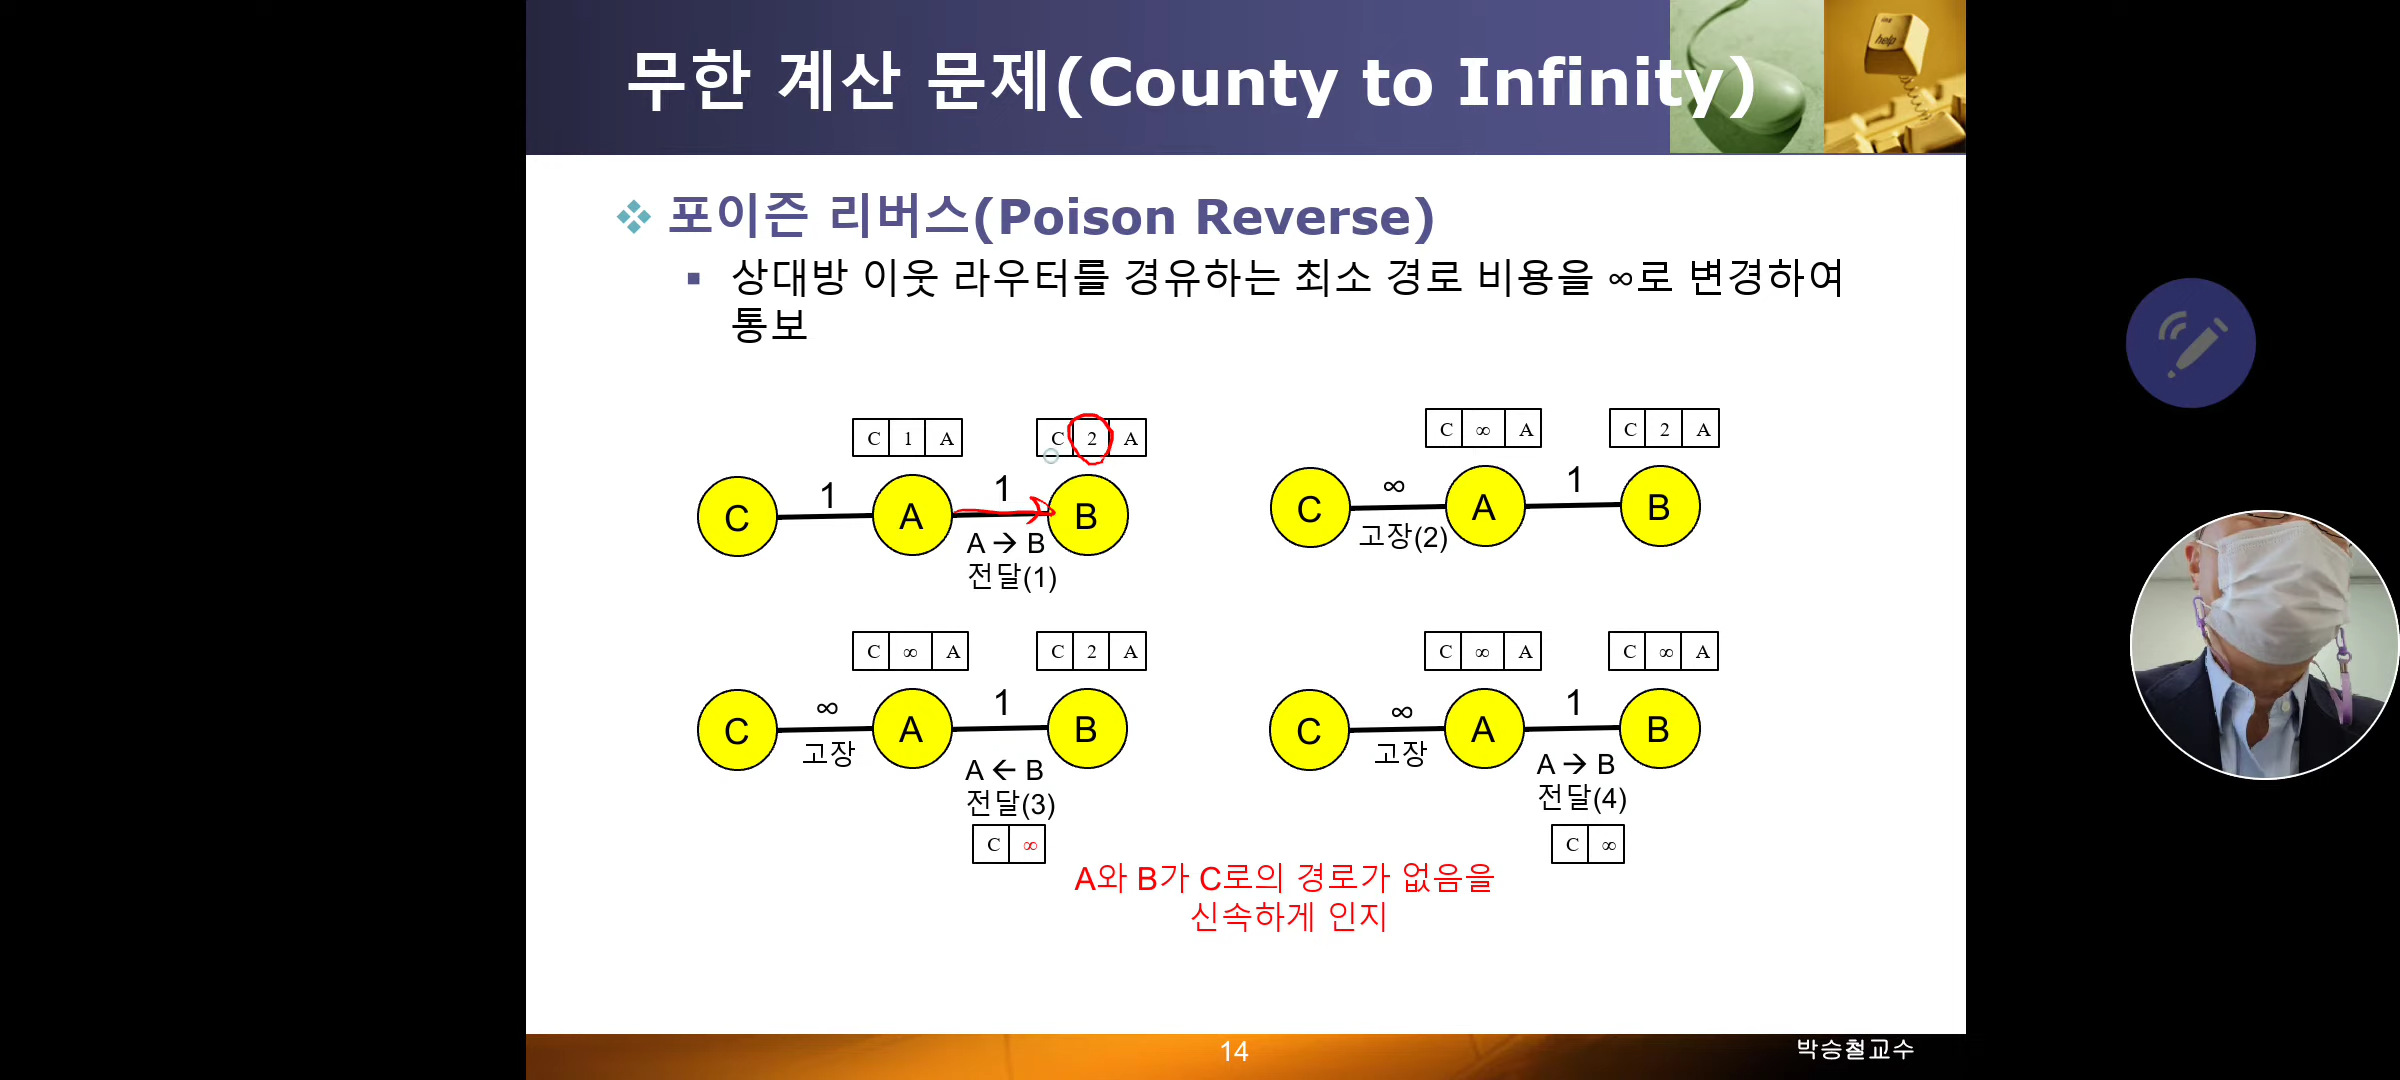 무한 계산 문제(County to Infinity)
help
포이즌 리버스(Poison Reverse)
상대방 이웃 라우터를 경유하는 최소 경로 비용을 ∞로 변경하여
통보
C 1 A
C 2 A
C 1 A 1 B
A → B
전달(1)
C ∞ A
C 2 A
C ∞ A 1 B
고장(2)
C ∞ A
C 2 A
C ∞ A 1 B
고장
A ← B
전달(3)
C ∞
C ∞ A
C ∞ A
C ∞ A 1 B
고장
A → B
전달(4)
C ∞
A와 B가 C로의 경로가 없음을
신속하게 인지
14
박승철교수